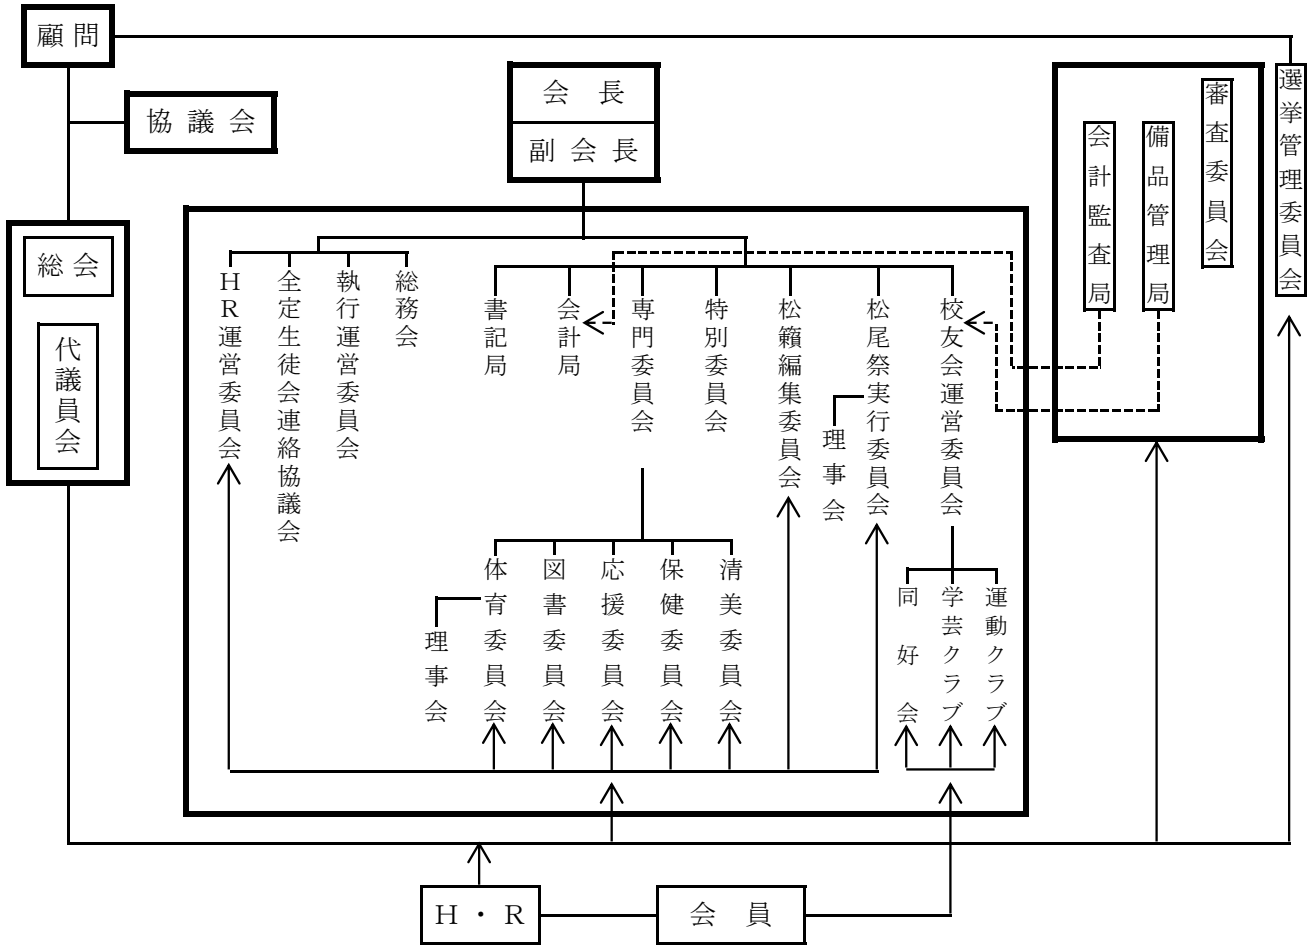 顧問
協議会
会長
副会長
総会
代議員会
選挙管理委員会
審査委員会
備品管理局
会計監査局
HR運営委員会
全定生徒会連絡協議会
執行運営委員会
総務会
書記局
会計局
専門委員会
特別委員会
松籟編集委員会
松尾祭実行委員会
理事会
校友会運営委員会
体育委員会
理事会
図書委員会
応援委員会
保健委員会
清美委員会
同好会
学芸クラブ
運動クラブ
H・R
会員